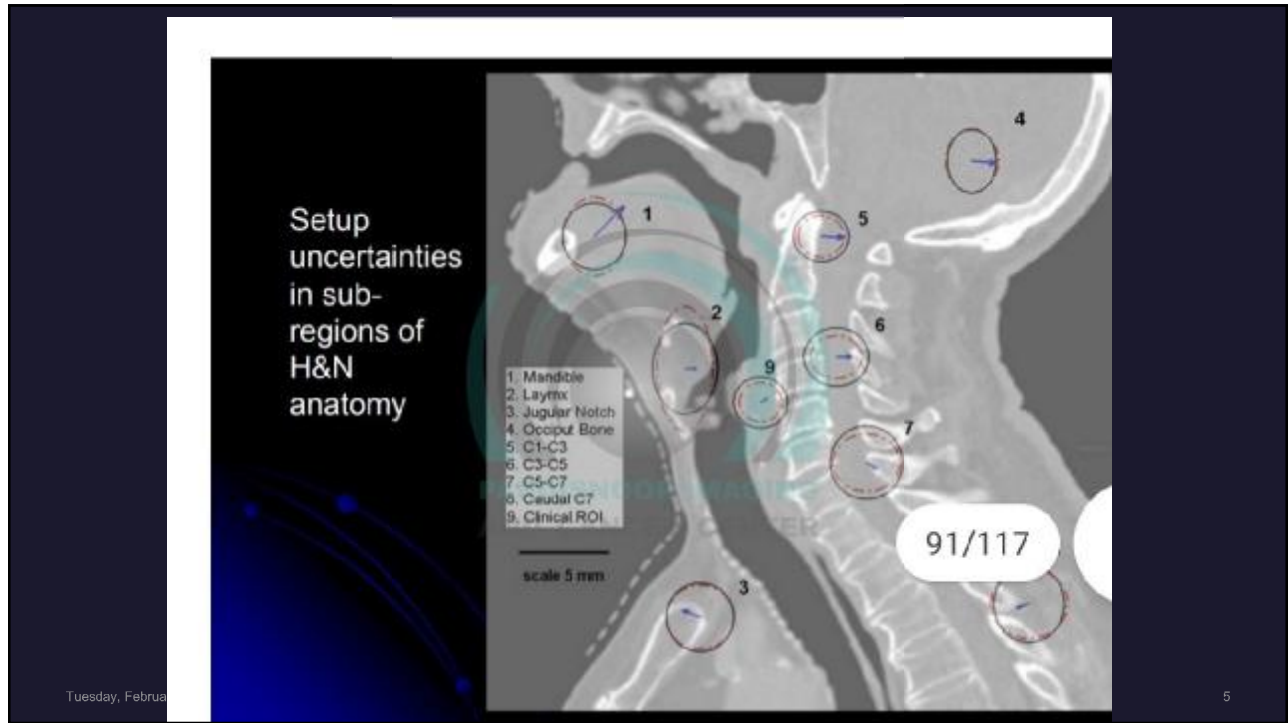 Setup
uncertainties
in sub-
regions of
H&N
anatomy
4
1
5
2
6
9
1. Mandible
2. Larynx
3. Jugular Notch
4. Occiput Bone
5. C1-C3
6. C3-C5
7. C5-C7
8. Caudal C7
9. Clinical ROI
7
CENTER
scale 5 mm
91/117
3
Tuesday, Februa
5